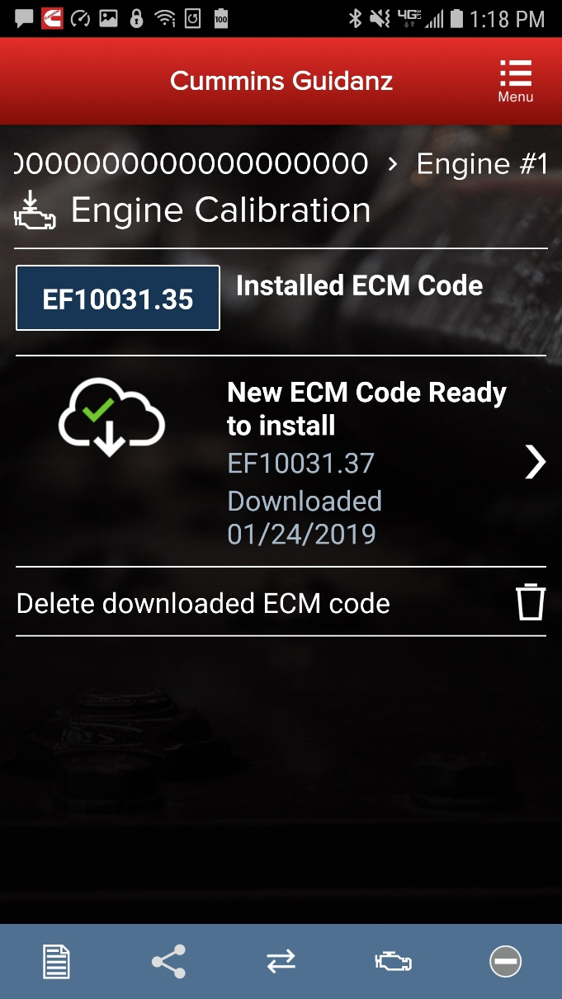 100
4G
1:18 PM
Cummins Guidanz
Menu
000000000000000000000 > Engine #1
Engine Calibration
EF10031.35
Installed ECM Code
New ECM Code Ready
to install
EF10031.37
Downloaded
01/24/2019
Delete downloaded ECM code